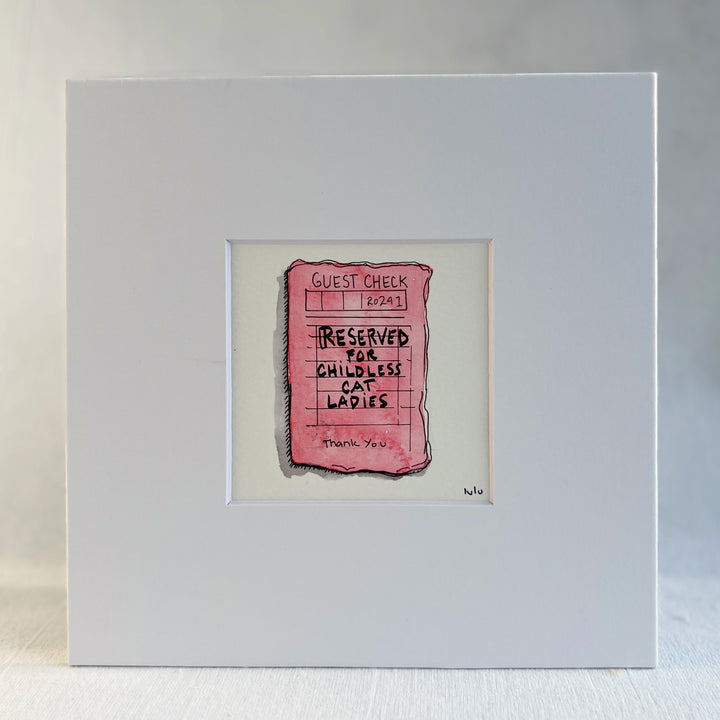 GUEST CHECK
20241
RESERVED
FOR
CHILDLESS
CAT
LADIES
Thank You
lulu